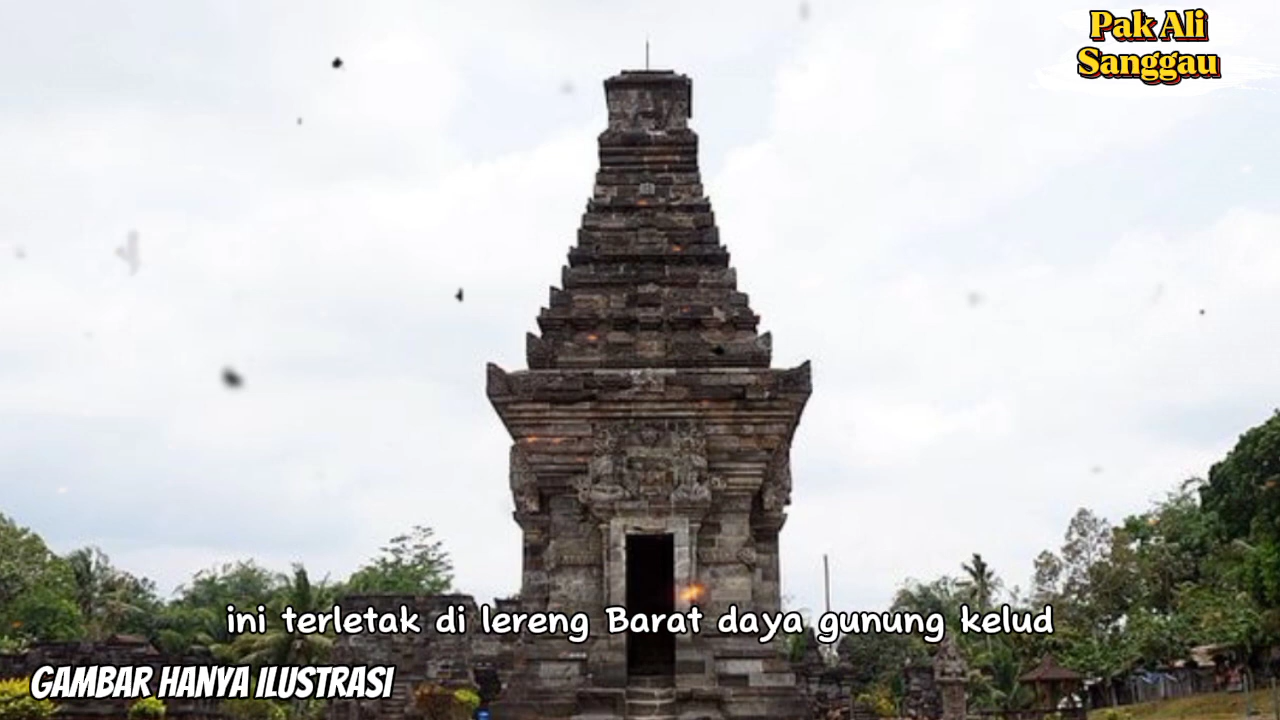 Pak Ali
Sanggau
ini terletak di lereng Barat daya gunung kelud
GAMBAR HANYA ILUSTRASI